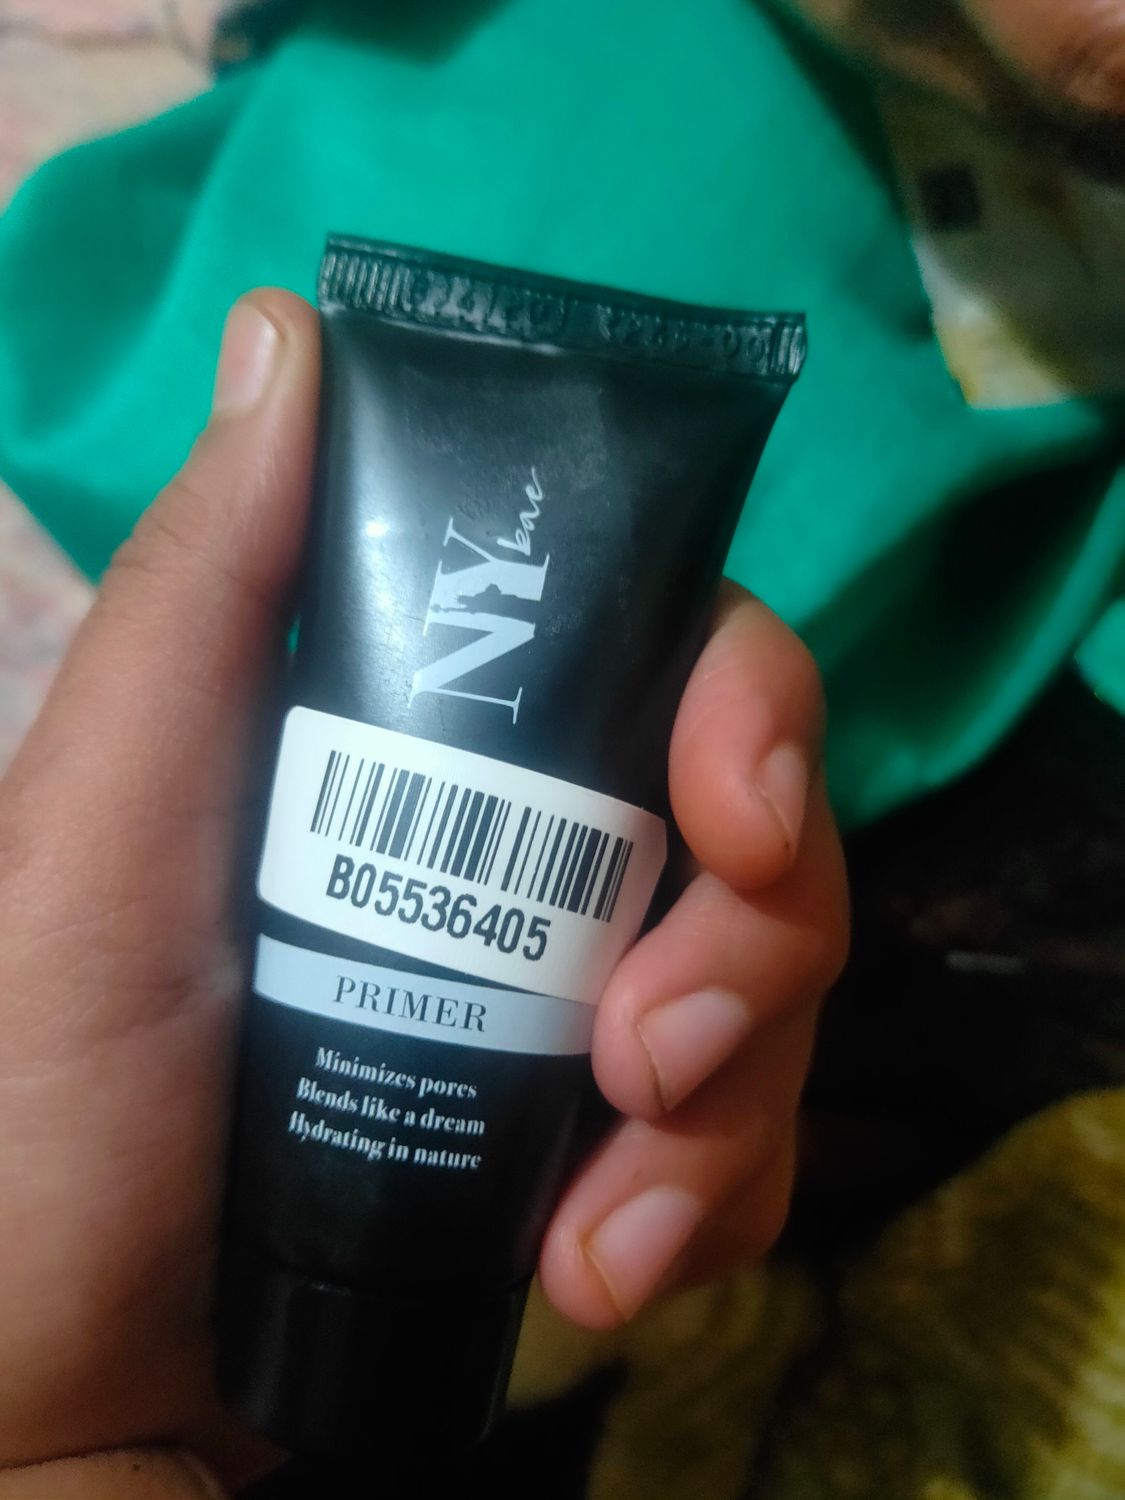 NY bae
B05536405
PRIMER
Minimizes pores
Blends like a dream
Hydrating in nature